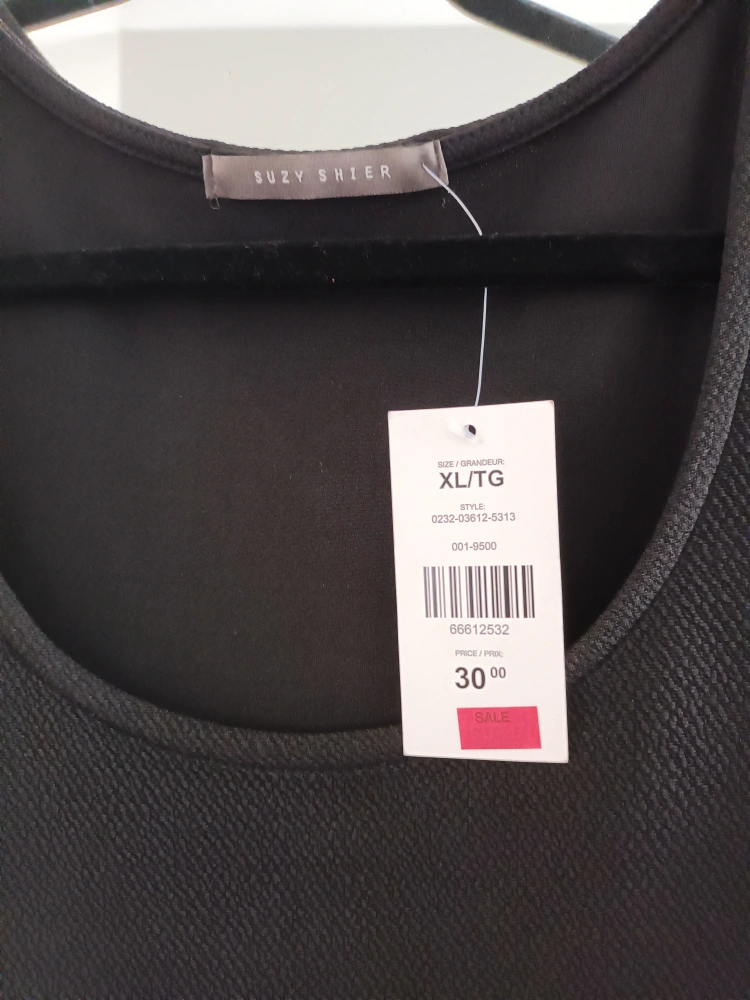 SUZY SHIER
SIZE / GRANDEUR:
XL/TG
STYLE:
0232-03612-5313
001-9500
66612532
PRICE / PRIX:
30 00
SALE